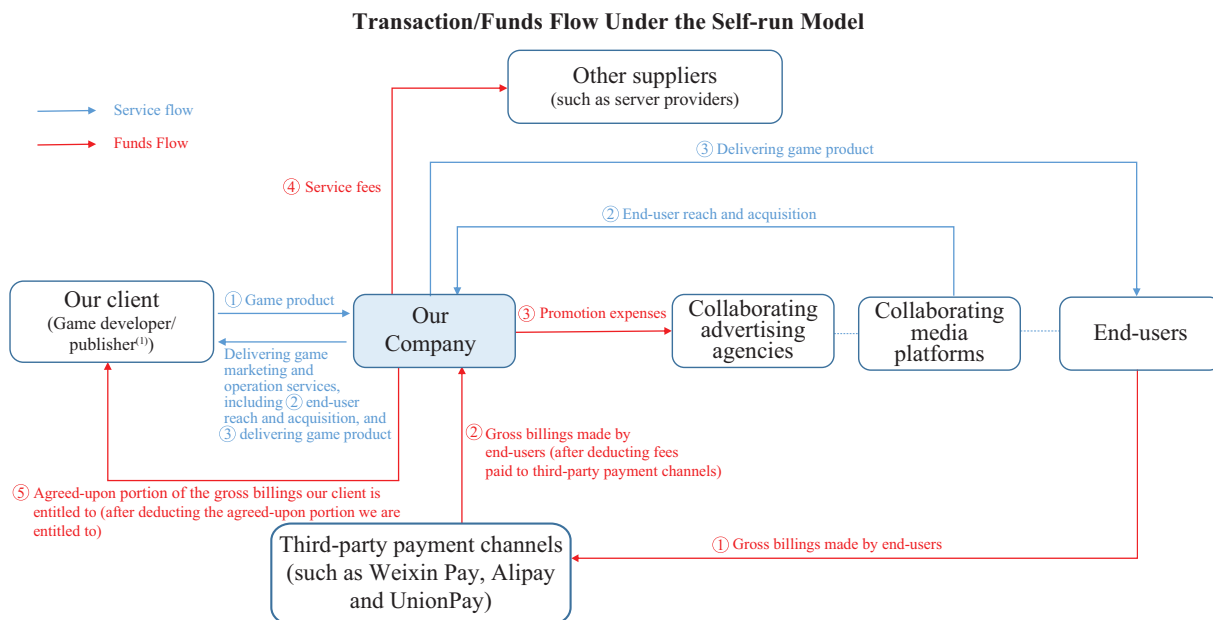 Transaction/Funds Flow Under the Self-run Model
Other suppliers
(such as server providers)
Service flow
Funds Flow
③ Delivering game product
④ Service fees
② End-user reach and acquisition
Our client
(Game developer/
publisher(1))
① Game product
Our
Company
③ Promotion expenses
Collaborating
advertising
agencies
Collaborating
media
platforms
End-users
Delivering game
marketing and
operation services,
including ② end-user
reach and acquisition, and
③ delivering game product
② Gross billings made by
end-users (after deducting fees
paid to third-party payment
channels)
⑤ Agreed-upon portion of the gross billings our client is
entitled to (after deducting the agreed-upon portion we are
entitled to)
Third-party payment channels
(such as Weixin Pay, Alipay
and UnionPay)
① Gross billings made by end-users